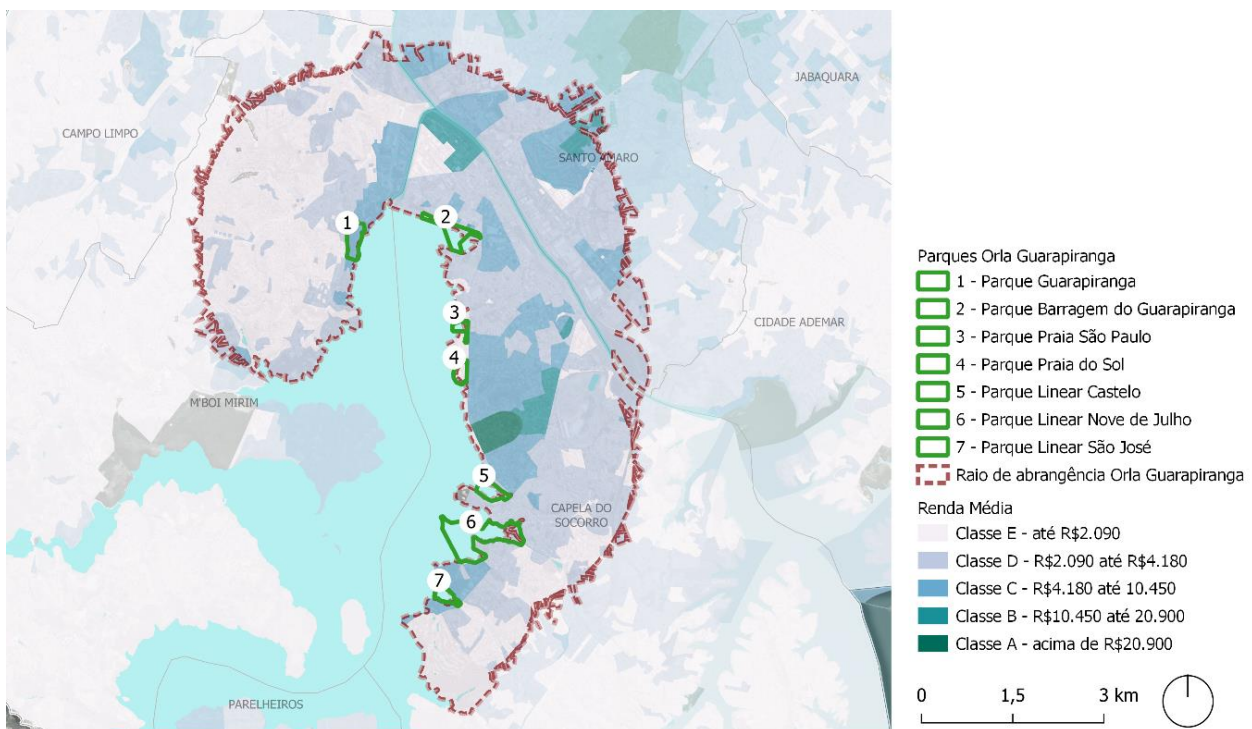 JABAQUARA
CAMPO LIMPO
SANTO AMARO
1
2
3
CIDADE ADEMAR
4
M'BOI MIRIM
5
CAPELA DO
SOCORRO
6
7
PARELHEIROS
Parques Orla Guarapiranga
1 - Parque Guarapiranga
2 - Parque Barragem do Guarapiranga
3 - Parque Praia São Paulo
4 - Parque Praia do Sol
5 - Parque Linear Castelo
6 - Parque Linear Nove de Julho
7 - Parque Linear São José
Raio de abrangência Orla Guarapiranga
Renda Média
Classe E - até R$2.090
Classe D - R$2.090 até R$4.180
Classe C - R$4.180 até 10.450
Classe B - R$10.450 até 20.900
Classe A - acima de R$20.900
0 1,5 3 km